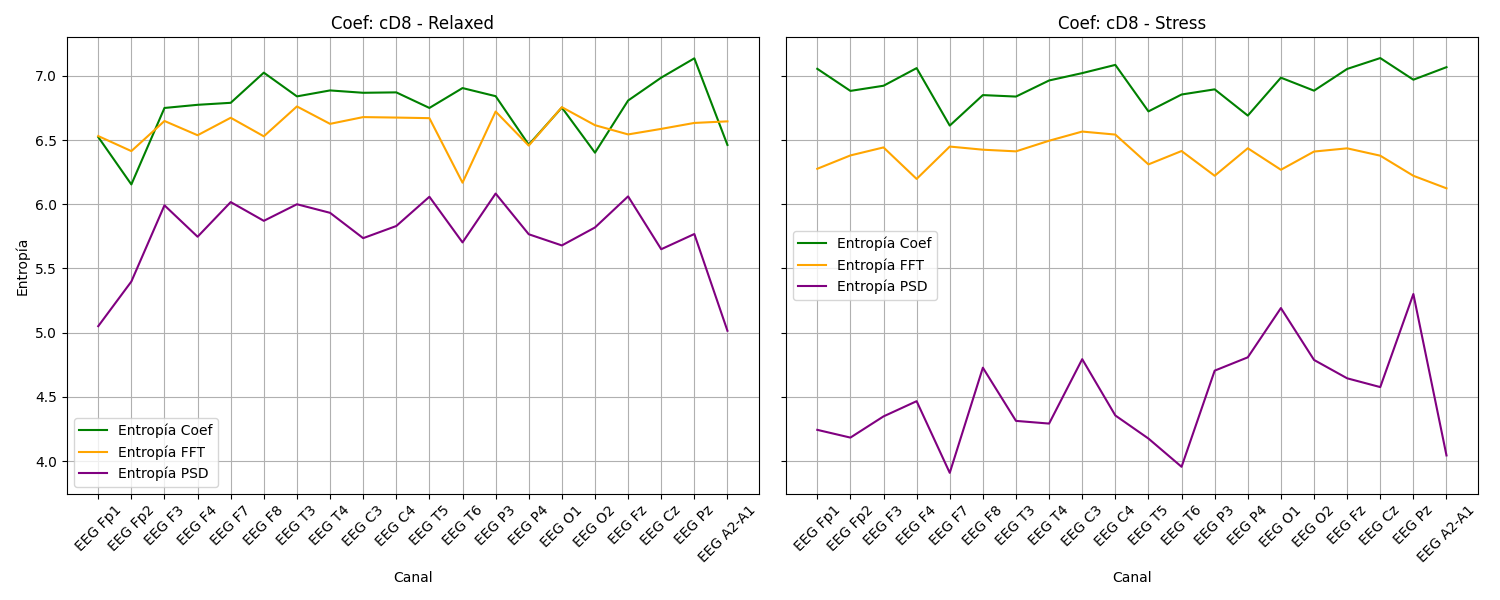 Coef: cD8 - Relaxed
Entropía
7.0
6.5
6.0
5.5
5.0
4.5
4.0
Entropía Coef
Entropía FFT
Entropía PSD
EEG Fp1
EEG Fp2
EEG F3
EEG F4
EEG F7
EEG F8
EEG T3
EEG T4
EEG C3
EEG C4
EEG T5
EEG T6
EEG P3
EEG P4
EEG O1
EEG O2
EEG Fz
EEG Cz
EEG Pz
EEG A2-A1
Canal
Coef: cD8 - Stress
Entropía Coef
Entropía FFT
Entropía PSD
EEG Fp1
EEG Fp2
EEG F3
EEG F4
EEG F7
EEG F8
EEG T3
EEG T4
EEG C3
EEG C4
EEG T5
EEG T6
EEG P3
EEG P4
EEG O1
EEG O2
EEG Fz
EEG Cz
EEG Pz
EEG A2-A1
Canal